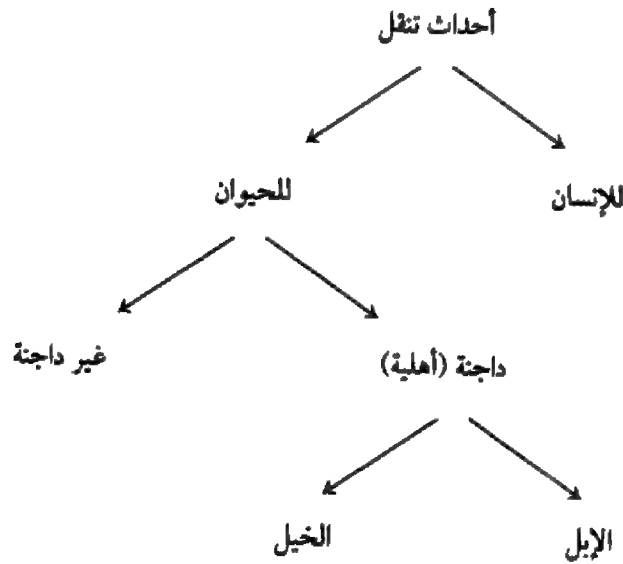 أحداث تنقل
للإنسان
للحيوان
داجنة (أهلية)
غير داجنة
الإبل
الخيل